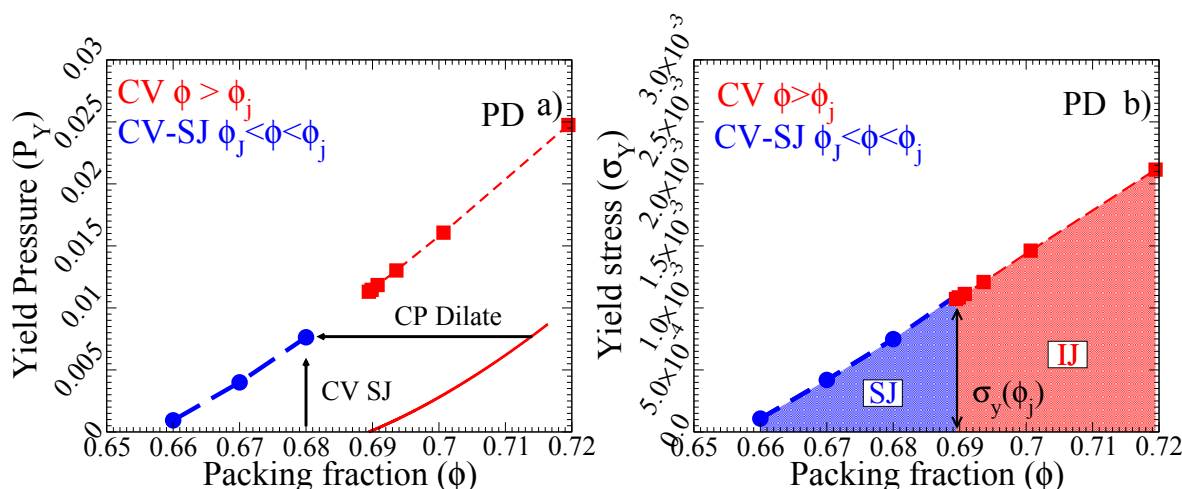 0.03
0.025
0.02
0.015
0.01
0.005
0
Yield Pressure (P_Y)
CV ϕ > ϕ_j
CV-SJ ϕ_J<ϕ<ϕ_j
PD a)
CP Dilate
CV SJ
0.65 0.66 0.67 0.68 0.69 0.70 0.71 0.72
Packing fraction (ϕ)
3.0×10^-3
2.5×10^-3
2.0×10^-3
1.5×10^-3
1.0×10^-3
5.0×10^-4
0.0
Yield stress (σ_Y)
CV ϕ>ϕ_j
CV-SJ ϕ_J<ϕ<ϕ_j
PD b)
SJ
IJ
σ_y(ϕ_j)
0.65 0.66 0.67 0.68 0.69 0.70 0.71 0.72
Packing fraction (ϕ)